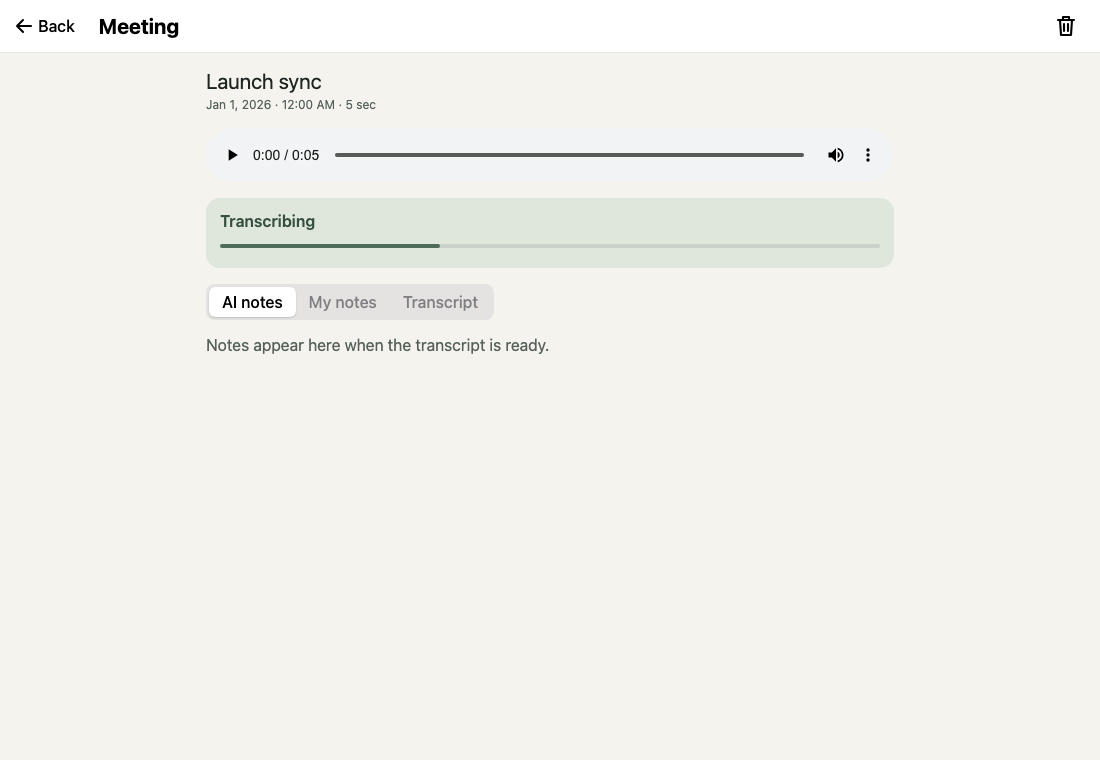 Back Meeting
Launch sync
Jan 1, 2026 · 12:00 AM · 5 sec
0:00 / 0:05
Transcribing
AI notes My notes Transcript
Notes appear here when the transcript is ready.